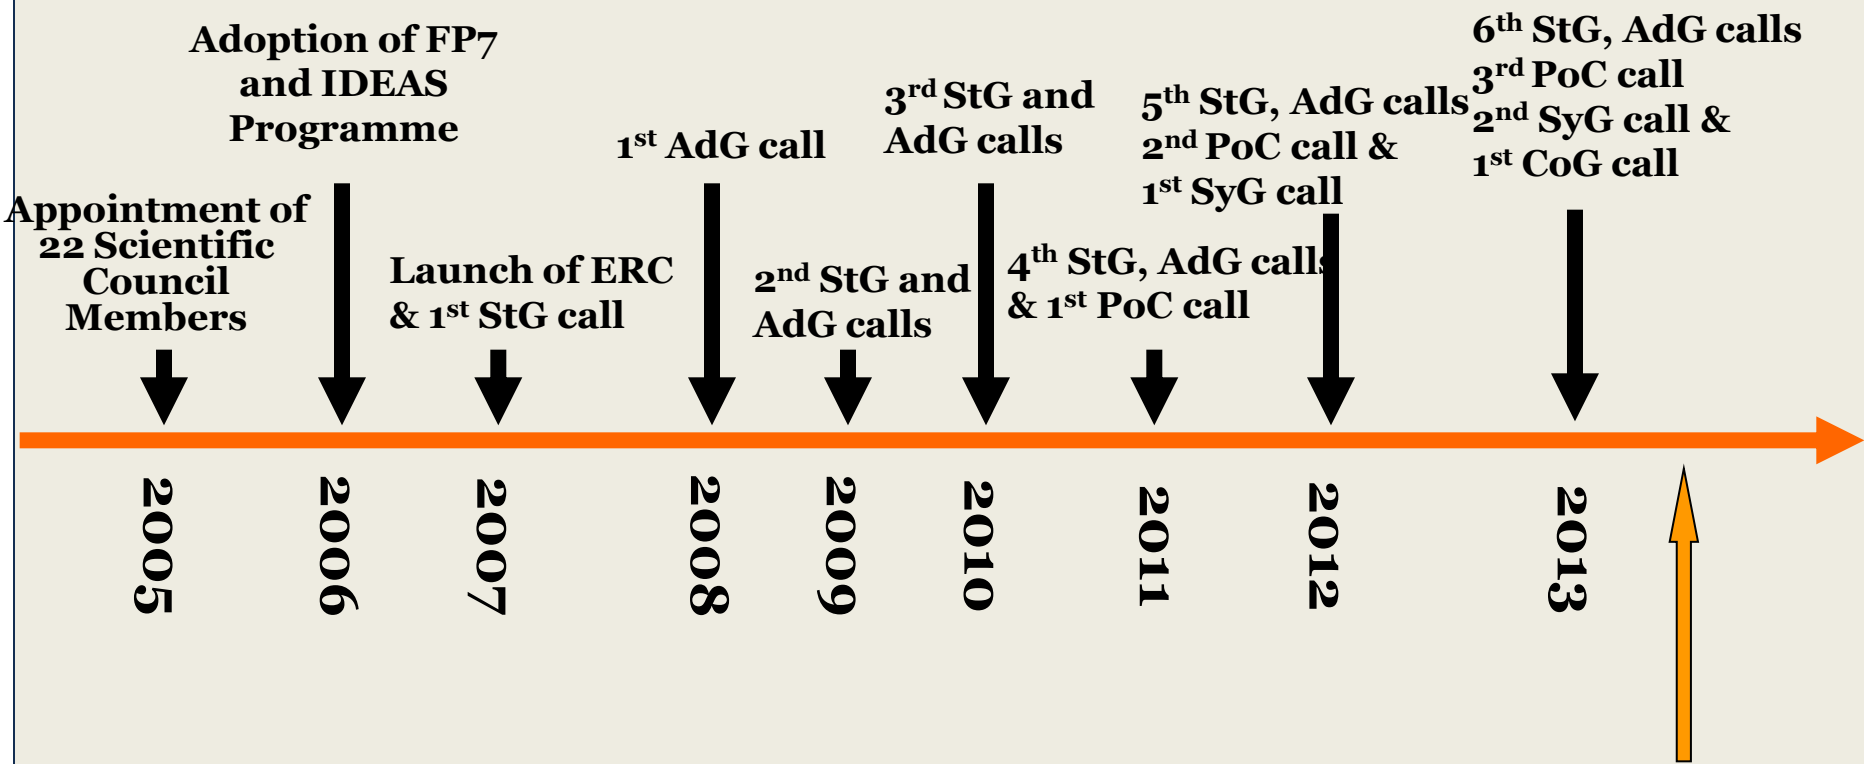 Adoption of FP7
and IDEAS
Programme
Appointment of
22 Scientific
Council
Members
Launch of ERC
& 1st StG call
1st AdG call
2nd StG and
AdG calls
3rd StG and
AdG calls
4th StG, AdG calls
& 1st PoC call
5th StG, AdG calls
2nd PoC call &
1st SyG call
6th StG, AdG calls
3rd PoC call
2nd SyG call &
1st CoG call
2005
2006
2007
2008
2009
2010
2011
2012
2013